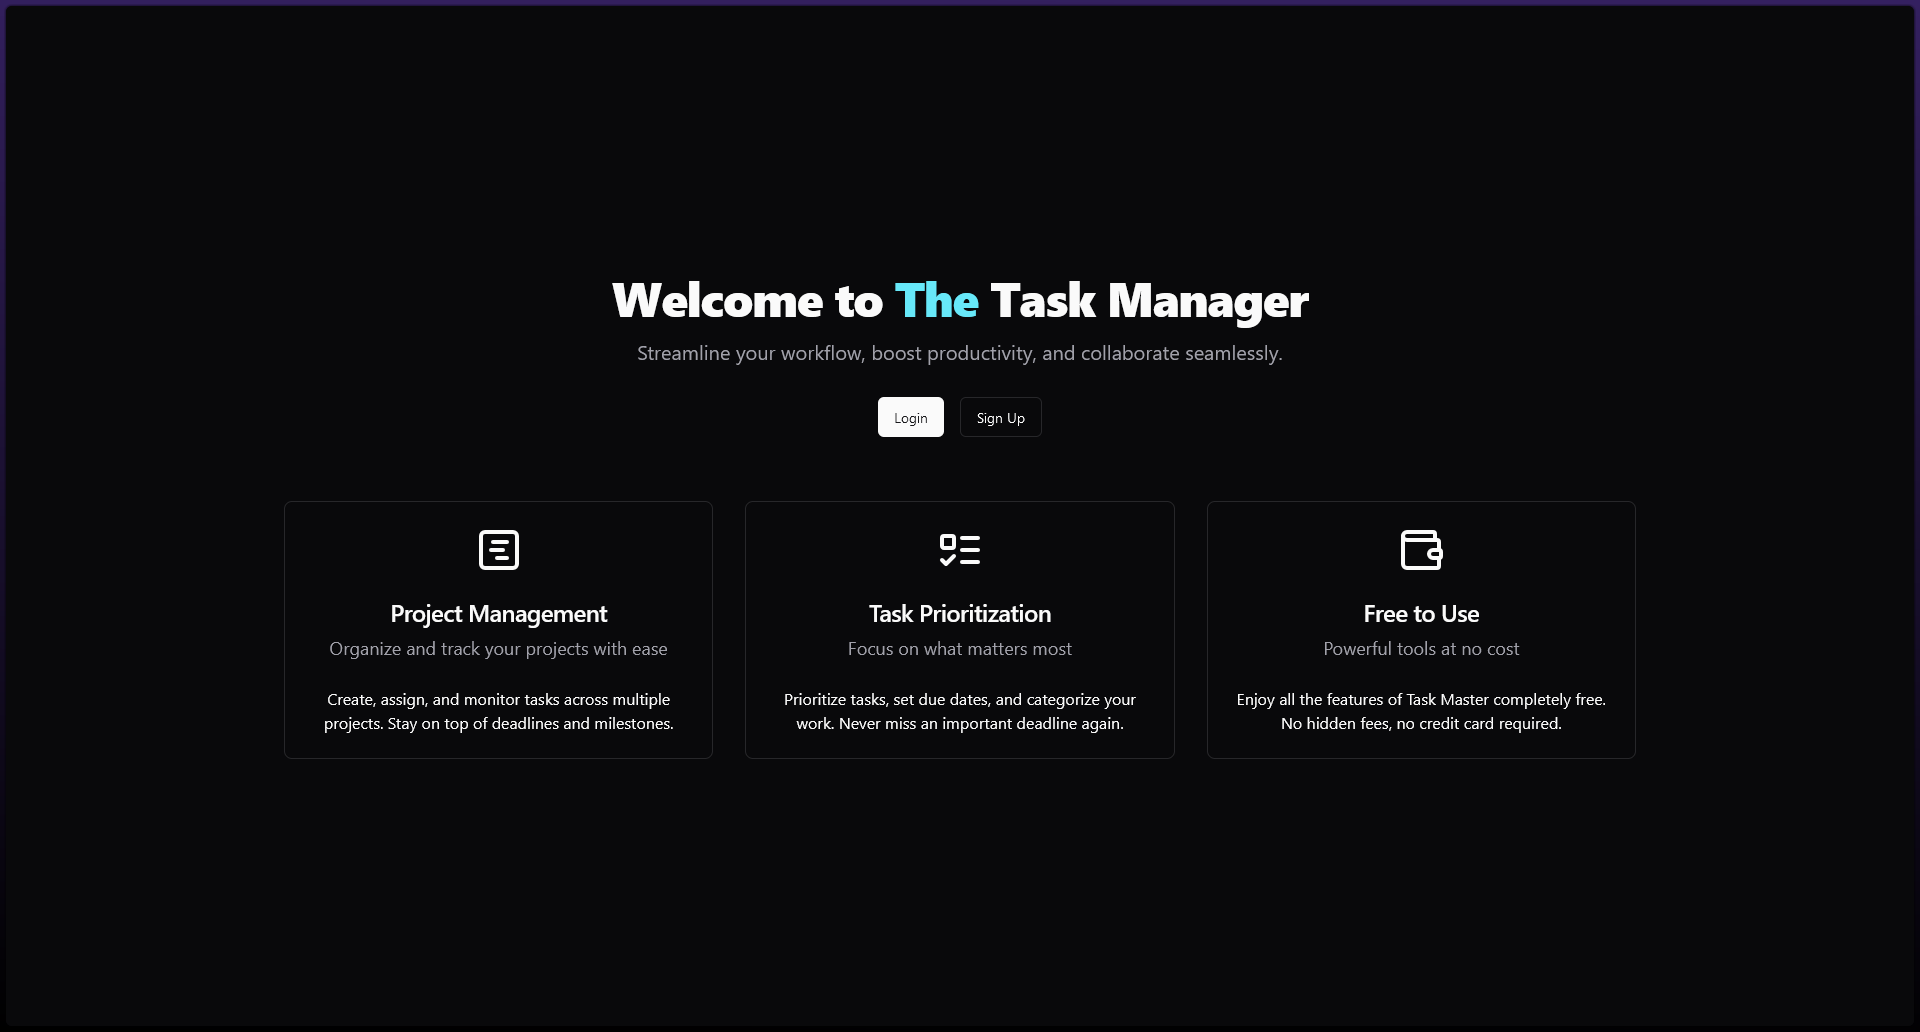 Welcome to The Task Manager
Streamline your workflow, boost productivity, and collaborate seamlessly.
Login
Sign Up
Project Management
Organize and track your projects with ease
Create, assign, and monitor tasks across multiple
projects. Stay on top of deadlines and milestones.
Task Prioritization
Focus on what matters most
Prioritize tasks, set due dates, and categorize your
work. Never miss an important deadline again.
Free to Use
Powerful tools at no cost
Enjoy all the features of Task Master completely free.
No hidden fees, no credit card required.